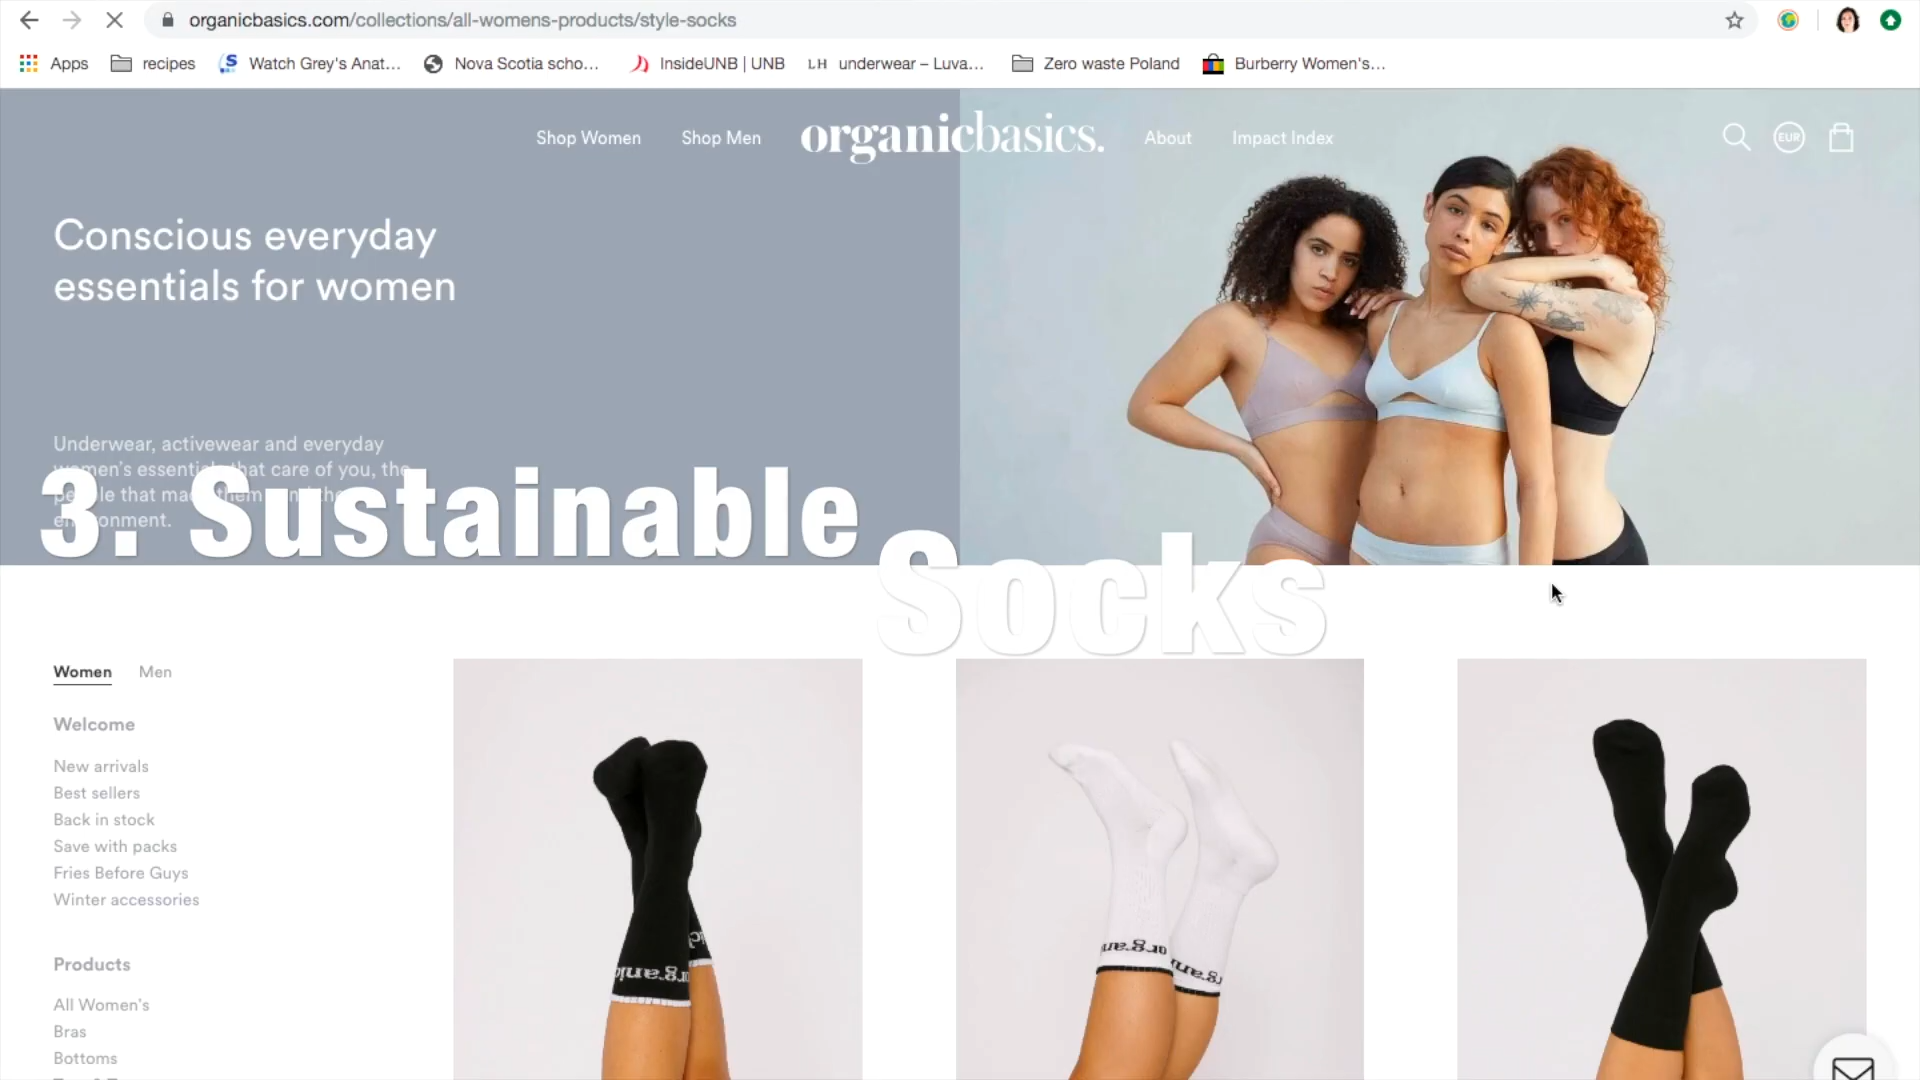 organicbasics.com/collections/all-womens-products/style-socks
Apps
recipes
Watch Grey's Anat...
Nova Scotia scho...
InsideUNB | UNB
LH underwear – Luva...
Zero waste Poland
Burberry Women's...
Shop Women
Shop Men
organicbasics.
About
Impact Index
EUR
Conscious everyday
essentials for women
Underwear, activewear and everyday
women's essentials that care of you, the
people that made them and the
environment.
3. Sustainable
Socks
Women
Men
Welcome
New arrivals
Best sellers
Back in stock
Save with packs
Fries Before Guys
Winter accessories
Products
All Women's
Bras
Bottoms